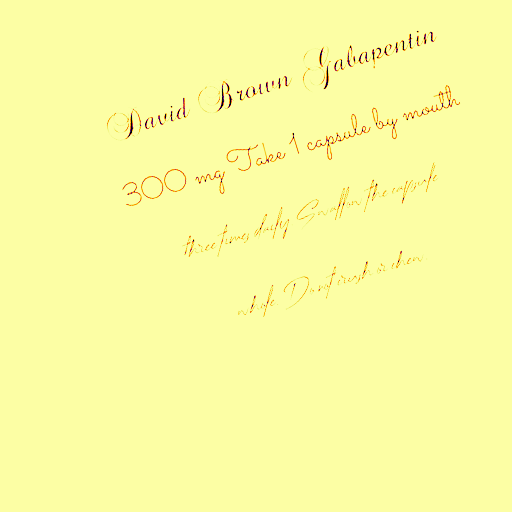 David Brown Gabapentin
300 mg Take 1 capsule by mouth
three times daily. Swallow the capsule
whole. Do not crush or chew